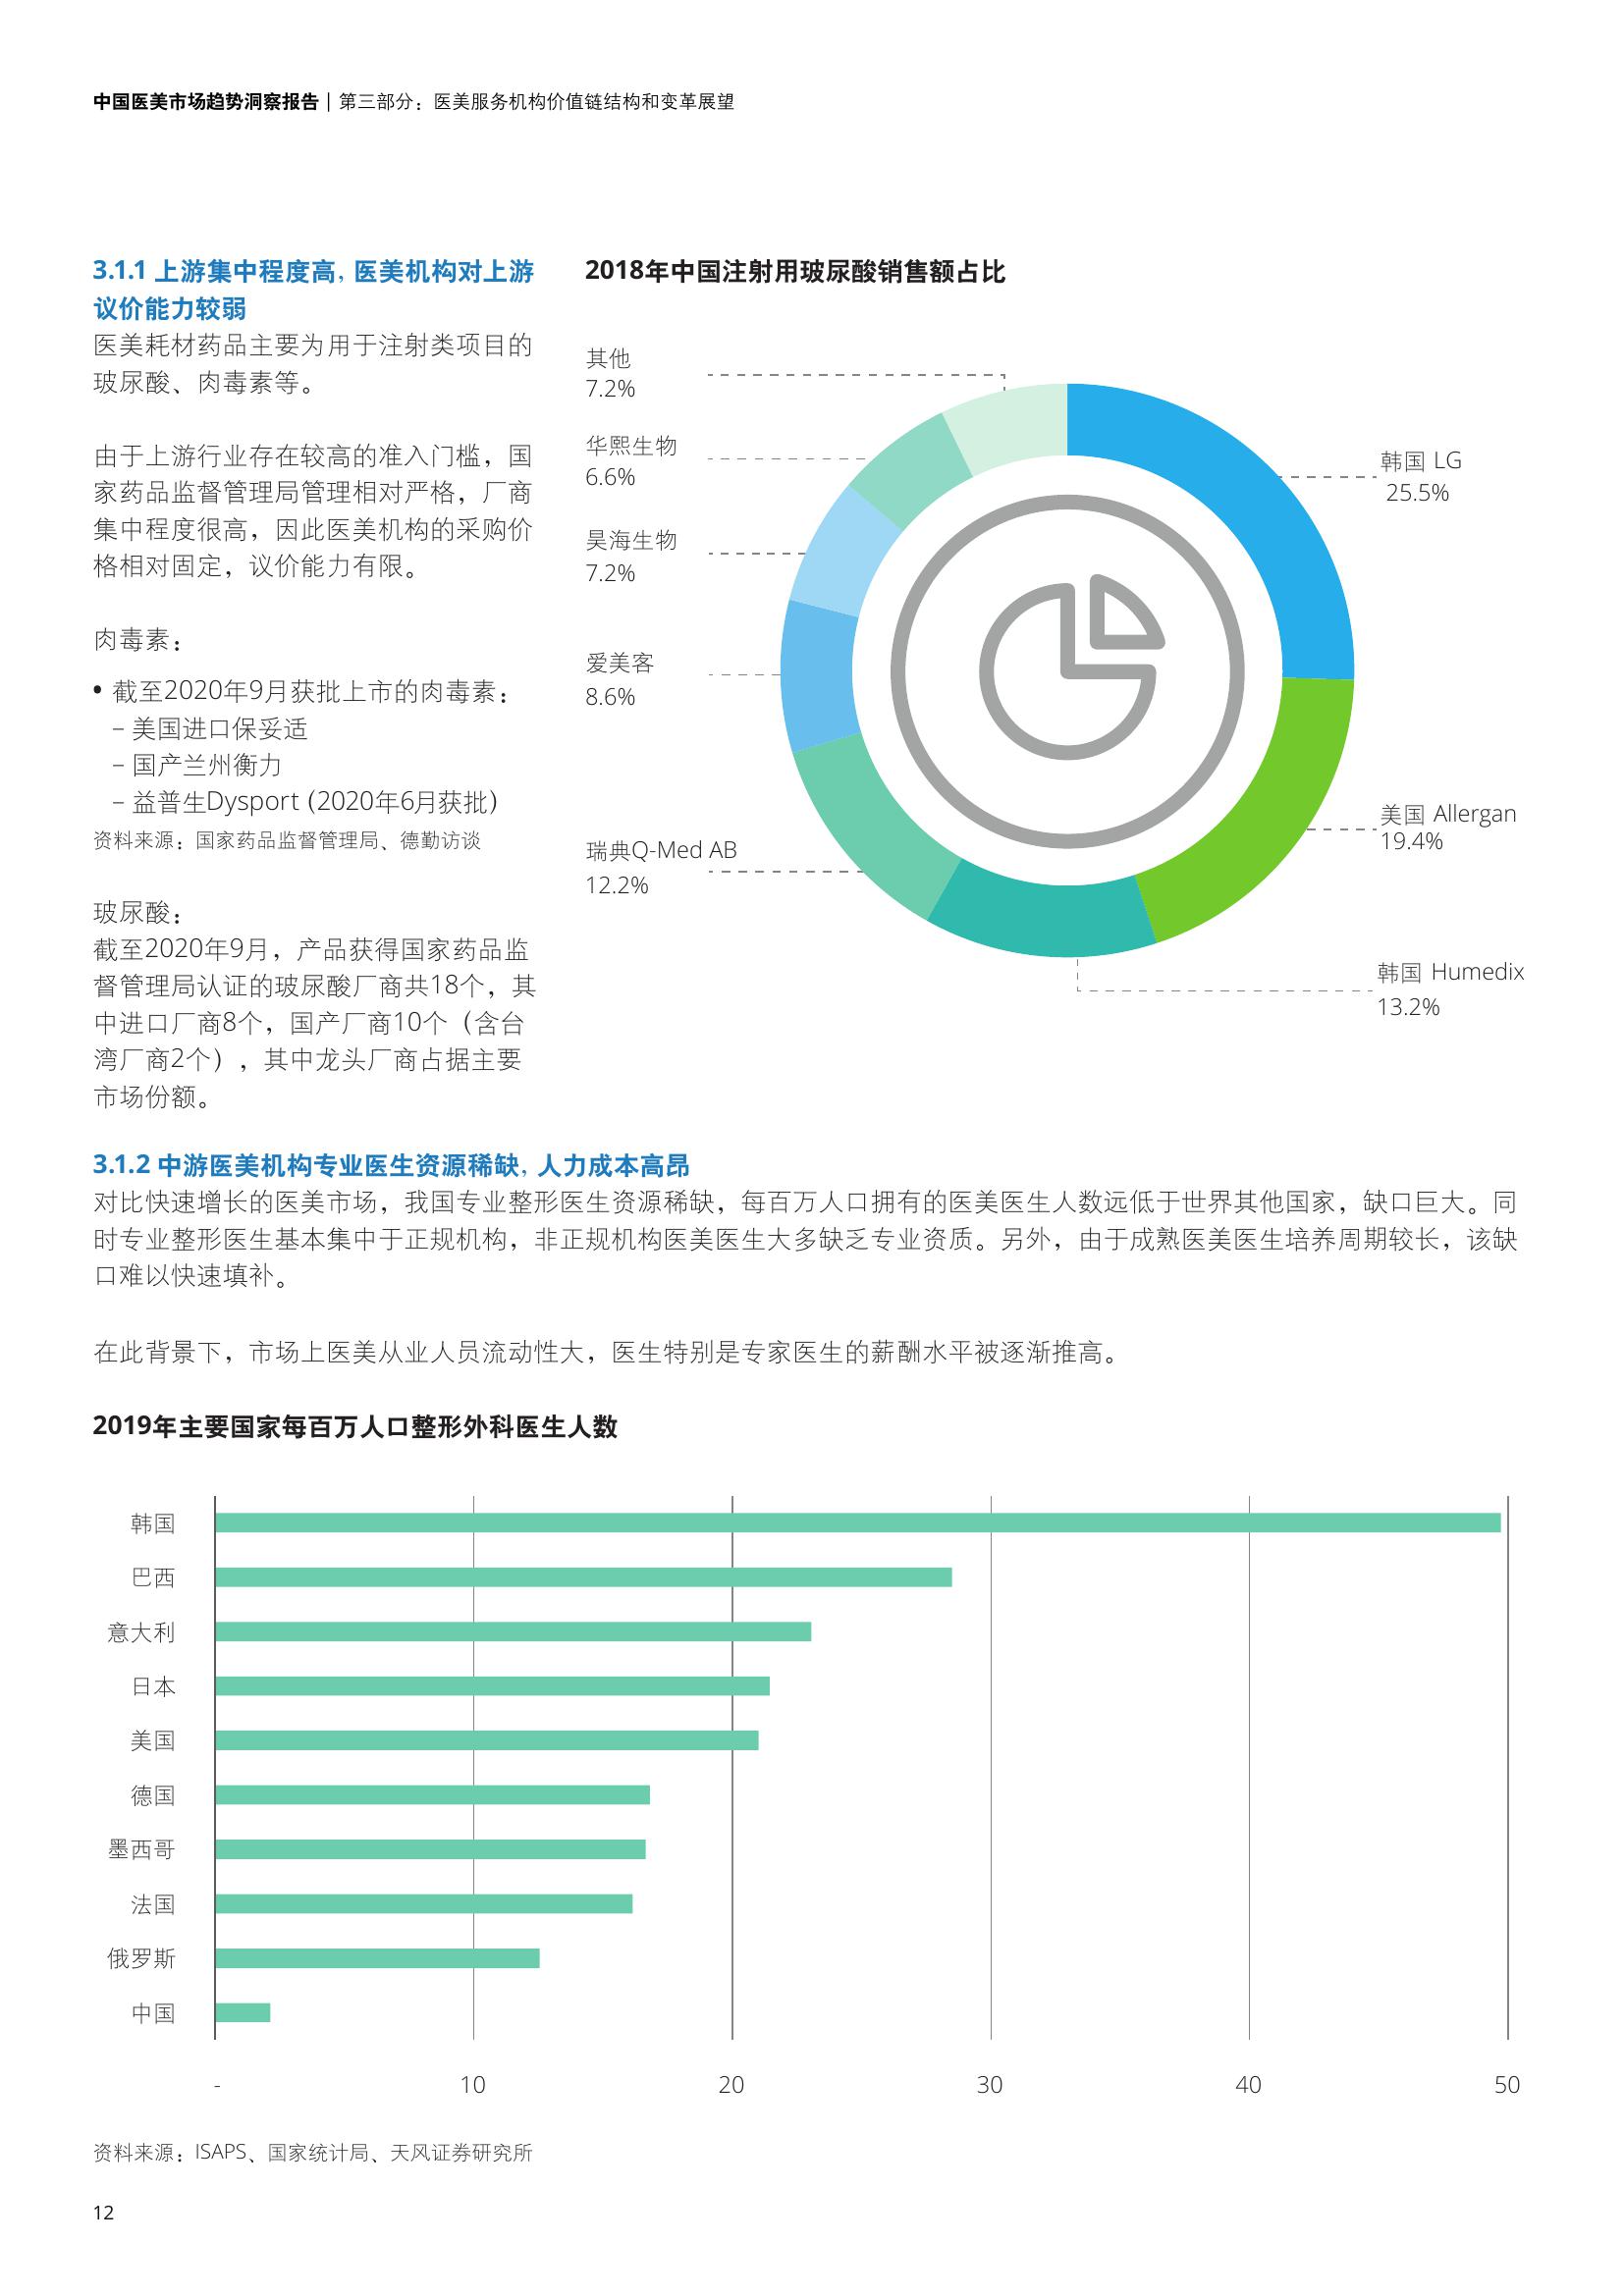 中国医美市场趋势洞察报告 | 第三部分：医美服务机构价值链结构和变革展望
3.1.1 上游集中程度高，医美机构对上游
议价能力较弱
医美耗材药品主要为用于注射类项目的
玻尿酸、肉毒素等。
由于上游行业存在较高的准入门槛，国
家药品监督管理局管理相对严格，厂商
集中程度很高，因此医美机构的采购价
格相对固定，议价能力有限。
肉毒素：
• 截至2020年9月获批上市的肉毒素：
– 美国进口保妥适
– 国产兰州衡力
– 益普生Dysport (2020年6月获批)
资料来源：国家药品监督管理局、德勤访谈
玻尿酸：
截至2020年9月，产品获得国家药品监
督管理局认证的玻尿酸厂商共18个，其
中进口厂商8个，国产厂商10个（含台
湾厂商2个），其中龙头厂商占据主要
市场份额。
2018年中国注射用玻尿酸销售额占比
其他
7.2%
华熙生物
6.6%
昊海生物
7.2%
爱美客
8.6%
瑞典Q-Med AB
12.2%
韩国 LG
25.5%
美国 Allergan
19.4%
韩国 Humedix
13.2%
3.1.2 中游医美机构专业医生资源稀缺，人力成本高昂
对比快速增长的医美市场，我国专业整形医生资源稀缺，每百万人口拥有的医美医生人数远低于世界其他国家，缺口巨大。同
时专业整形医生基本集中于正规机构，非正规机构医美医生大多缺乏专业资质。另外，由于成熟医美医生培养周期较长，该缺
口难以快速填补。
在此背景下，市场上医美从业人员流动性大，医生特别是专家医生的薪酬水平被逐渐推高。
2019年主要国家每百万人口整形外科医生人数
韩国
巴西
意大利
日本
美国
德国
墨西哥
法国
俄罗斯
中国
- 10 20 30 40 50
资料来源：ISAPS、国家统计局、天风证券研究所
12